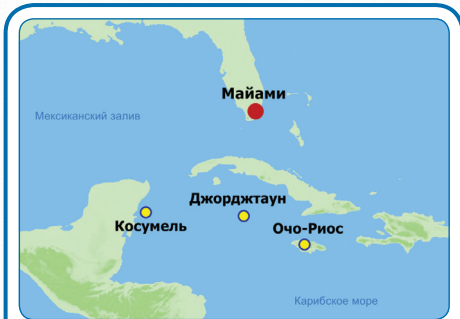 Майами
Мексиканский залив
Джорджтаун
Косумель
Очо-Риос
Карибское море